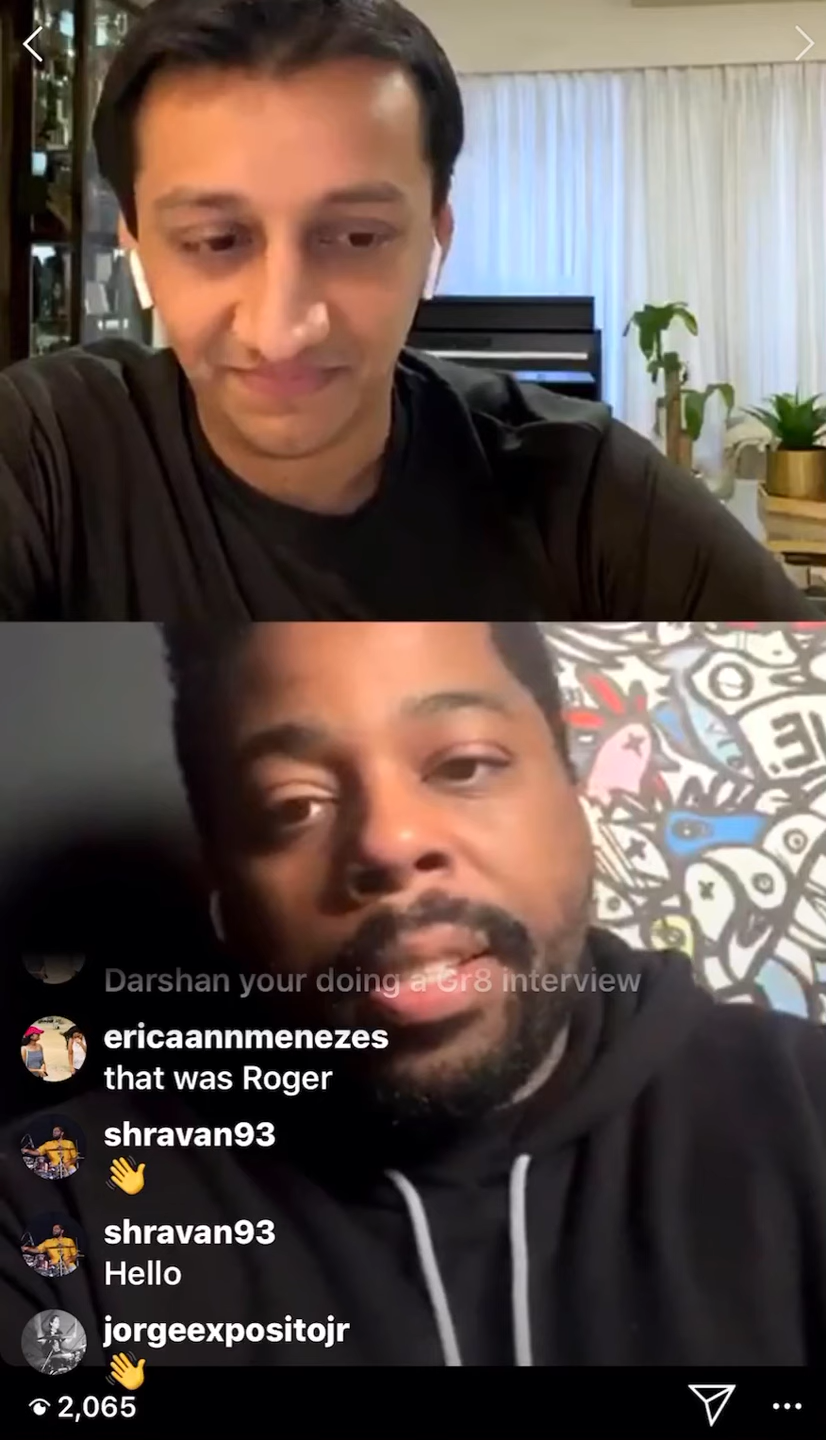 Darshan your doing a Gr8 interview
ericaannmenezes
that was Roger
shravan93
👋
shravan93
Hello
jorgeexpositojr
👋
2,065